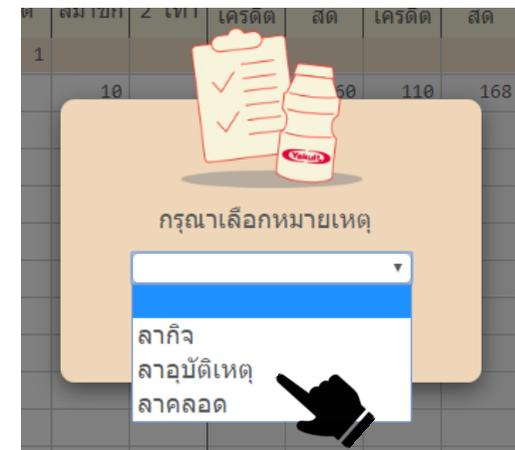 สมาชิก 2 เท่า เครดิต สด เครดิต สด
1
10 60 110 168
Yakult
กรุณาเลือกหมายเหตุ
ลากิจ
ลาอุบัติเหตุ
ลาคลอด